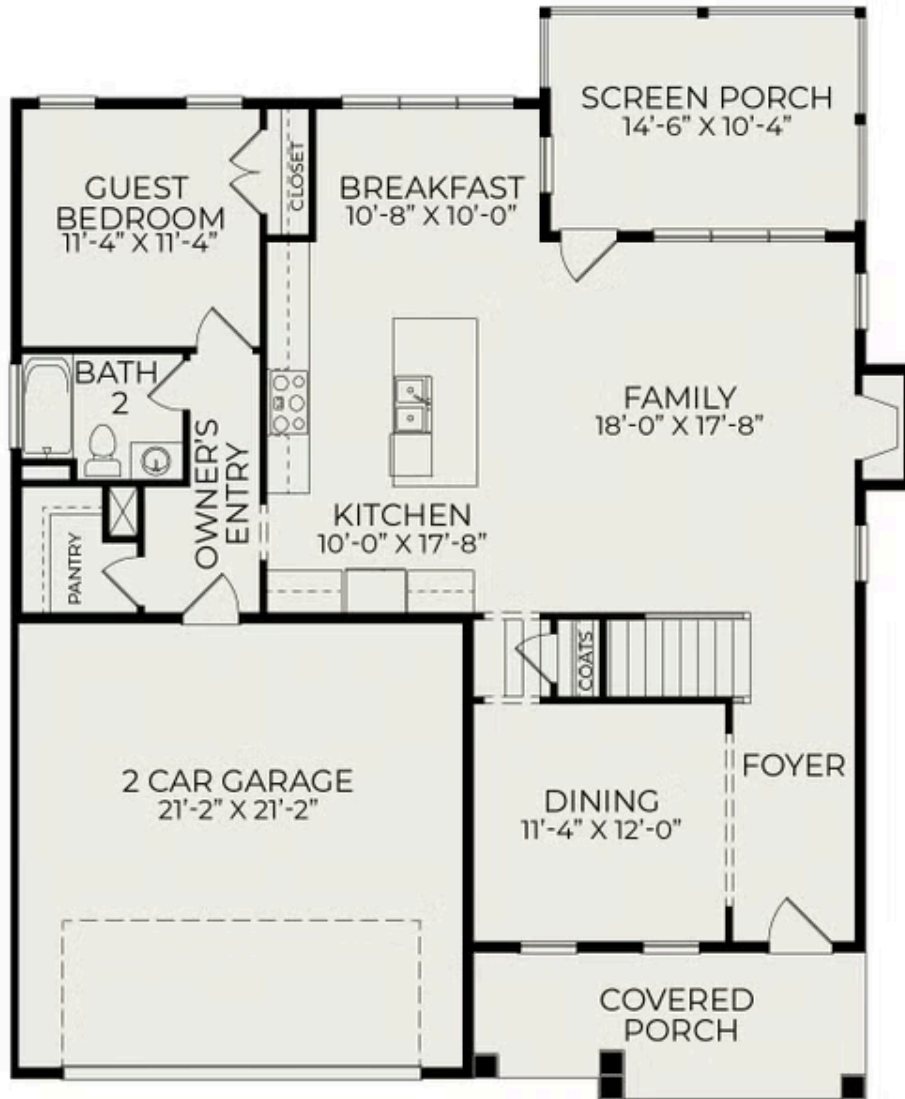 SCREEN PORCH
14'-6" X 10'-4"
GUEST
BEDROOM
11'-4" X 11'-4"
CLOSET
BREAKFAST
10'-8" X 10'-0"
BATH
2
OWNER'S
ENTRY
FAMILY
18'-0" X 17'-8"
KITCHEN
10'-0" X 17'-8"
PANTRY
COATS
2 CAR GARAGE
21'-2" X 21'-2"
DINING
11'-4" X 12'-0"
FOYER
COVERED
PORCH